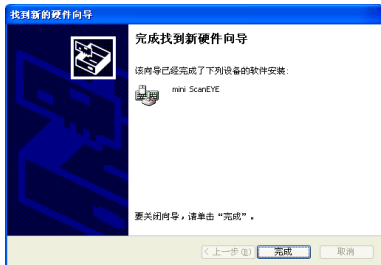 找到新的硬件向导
完成找到新硬件向导
该向导已经完成了下列设备的软件安装:
mini ScanEYE
要关闭向导，请单击“完成”。
< 上一步(B) 完成 取消